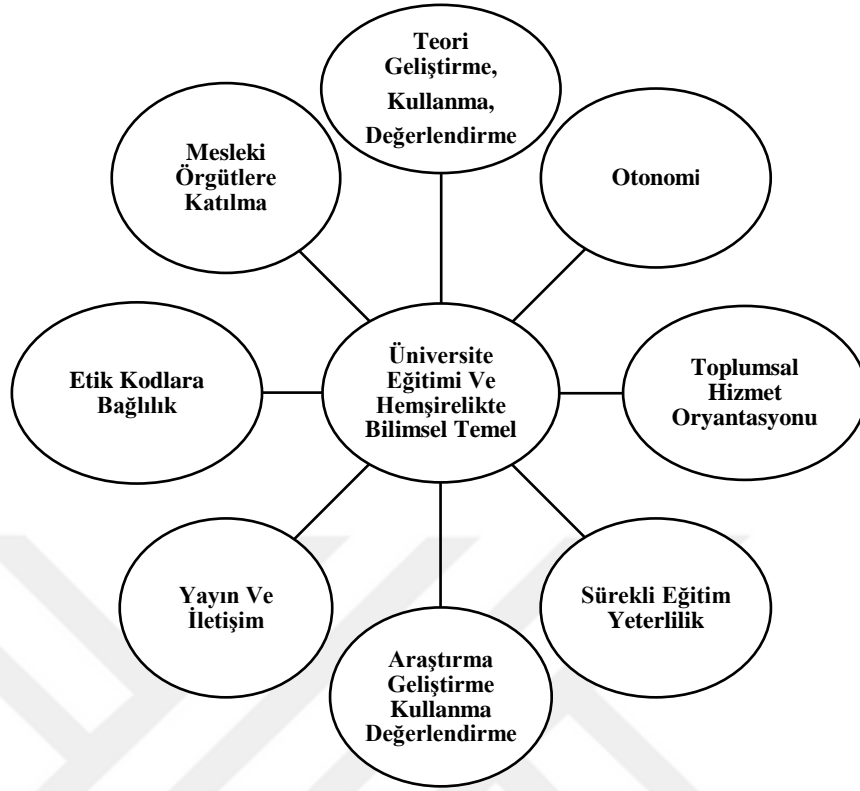 Teori
Geliştirme,
Kullanma,
Değerlendirme
Otonomi
Toplumsal
Hizmet
Oryantasyonu
Sürekli Eğitim
Yeterlilik
Araştırma
Geliştirme
Kullanma
Değerlendirme
Yayın Ve
İletişim
Etik Kodlara
Bağlılık
Mesleki
Örgütlere
Katılma
Üniversite
Eğitimi Ve
Hemşirelikte
Bilimsel Temel